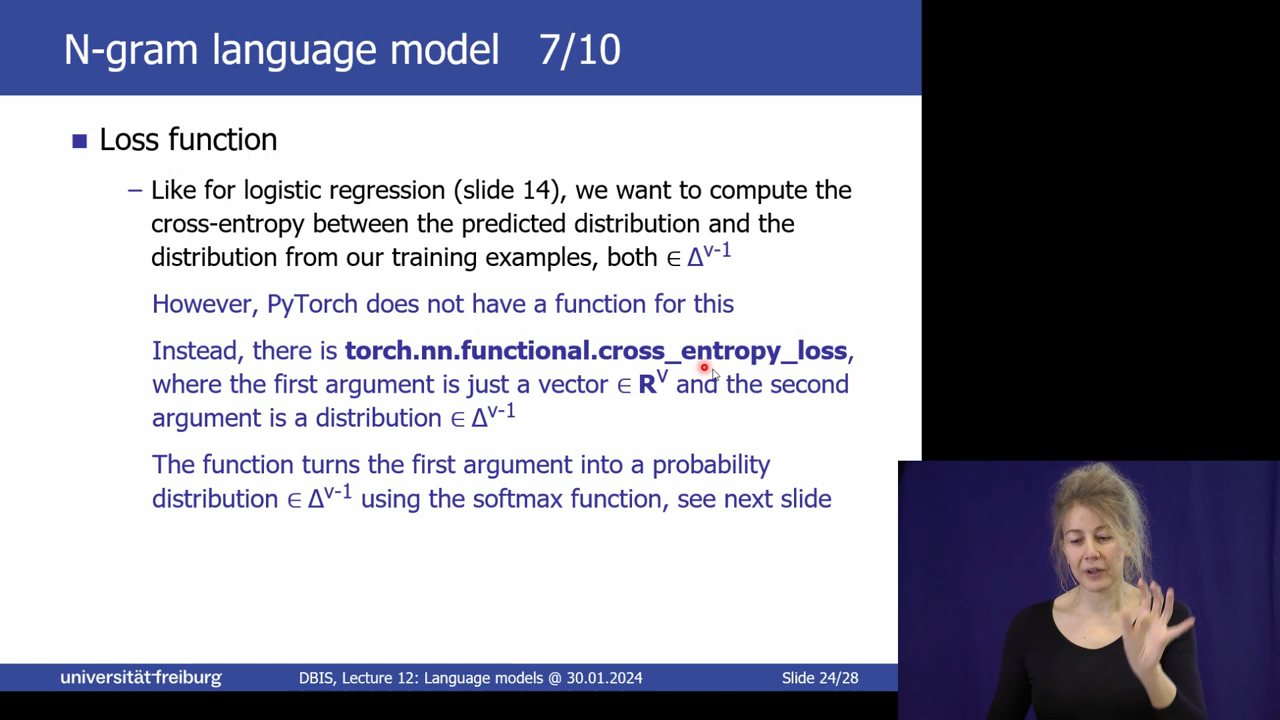 N-gram language model 7/10
Loss function
– Like for logistic regression (slide 14), we want to compute the
cross-entropy between the predicted distribution and the
distribution from our training examples, both ∈ Δᵛ⁻¹
However, PyTorch does not have a function for this
Instead, there is torch.nn.functional.cross_entropy_loss,
where the first argument is just a vector ∈ Rᵛ and the second
argument is a distribution ∈ Δᵛ⁻¹
The function turns the first argument into a probability
distribution ∈ Δᵛ⁻¹ using the softmax function, see next slide
universität freiburg
DBIS, Lecture 12: Language models @ 30.01.2024
Slide 24/28